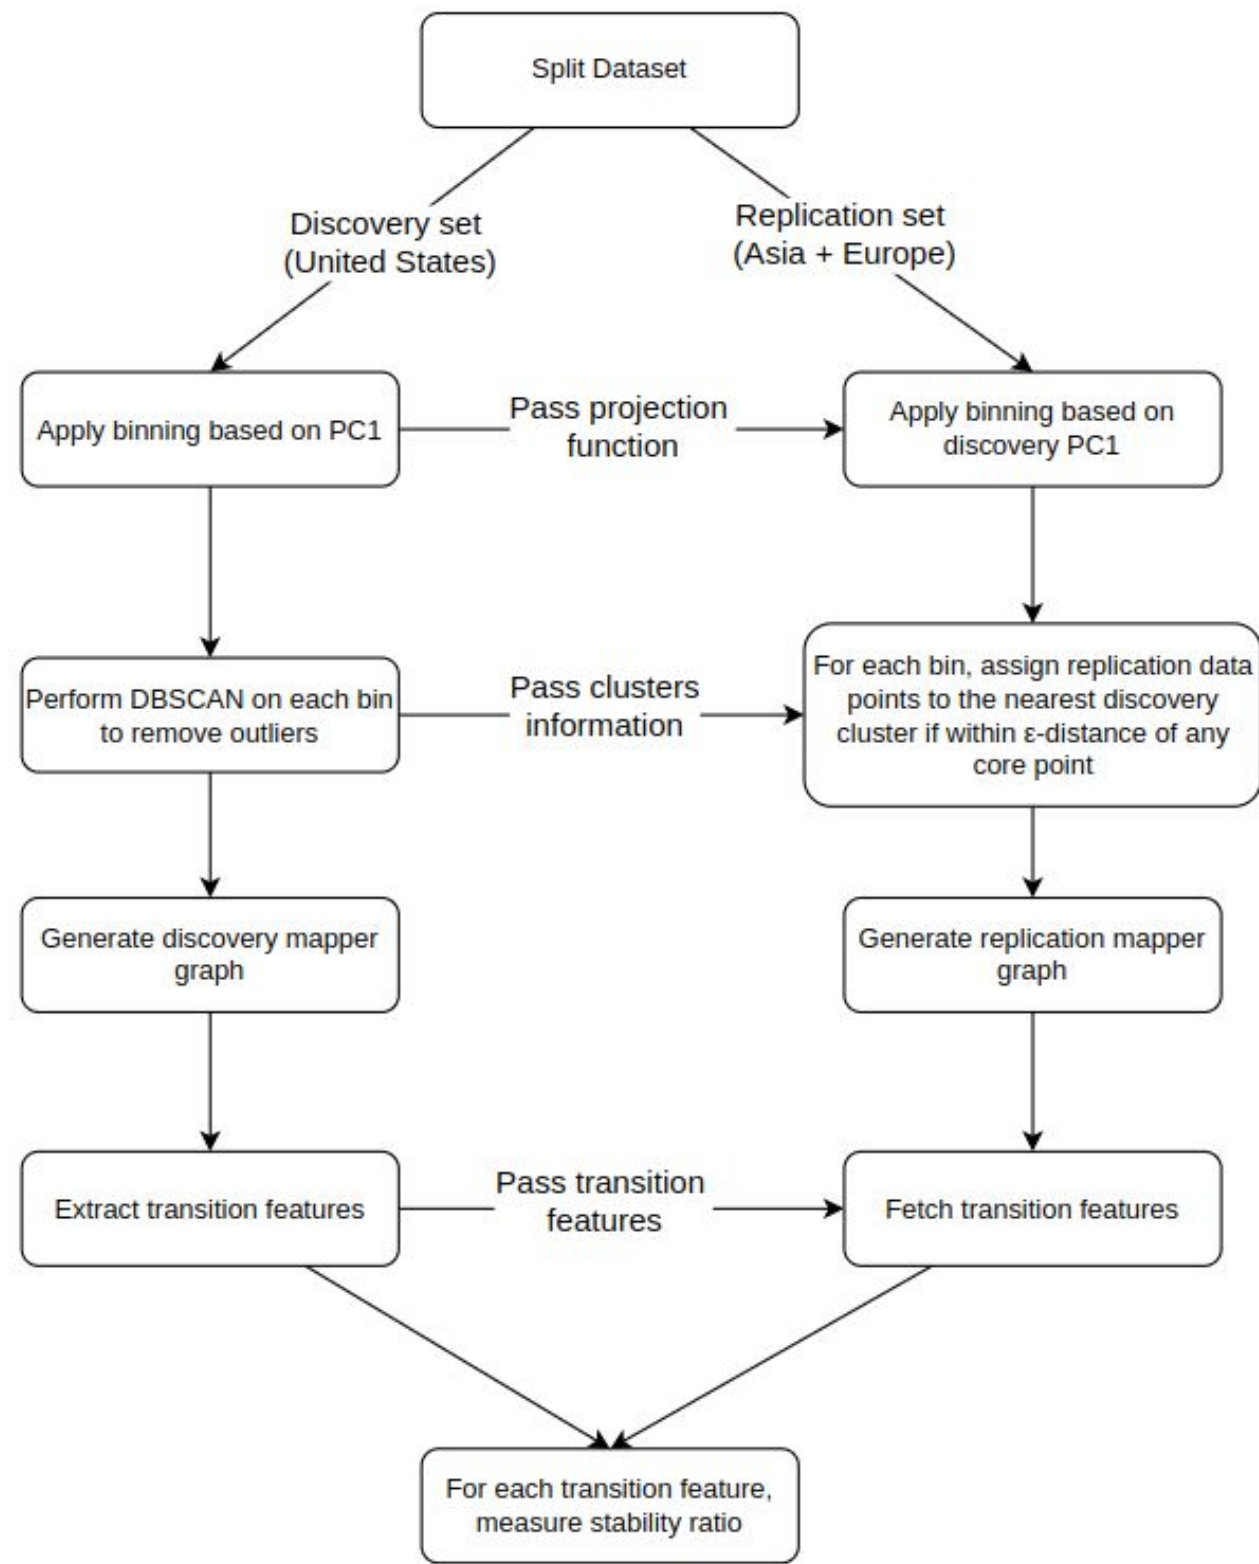 Split Dataset
Discovery set
(United States)
Replication set
(Asia + Europe)
Apply binning based on PC1
Pass projection
function
Apply binning based on
discovery PC1
Perform DBSCAN on each bin
to remove outliers
Pass clusters
information
For each bin, assign replication data
points to the nearest discovery
cluster if within ε-distance of any
core point
Generate discovery mapper
graph
Generate replication mapper
graph
Extract transition features
Pass transition
features
Fetch transition features
For each transition feature,
measure stability ratio